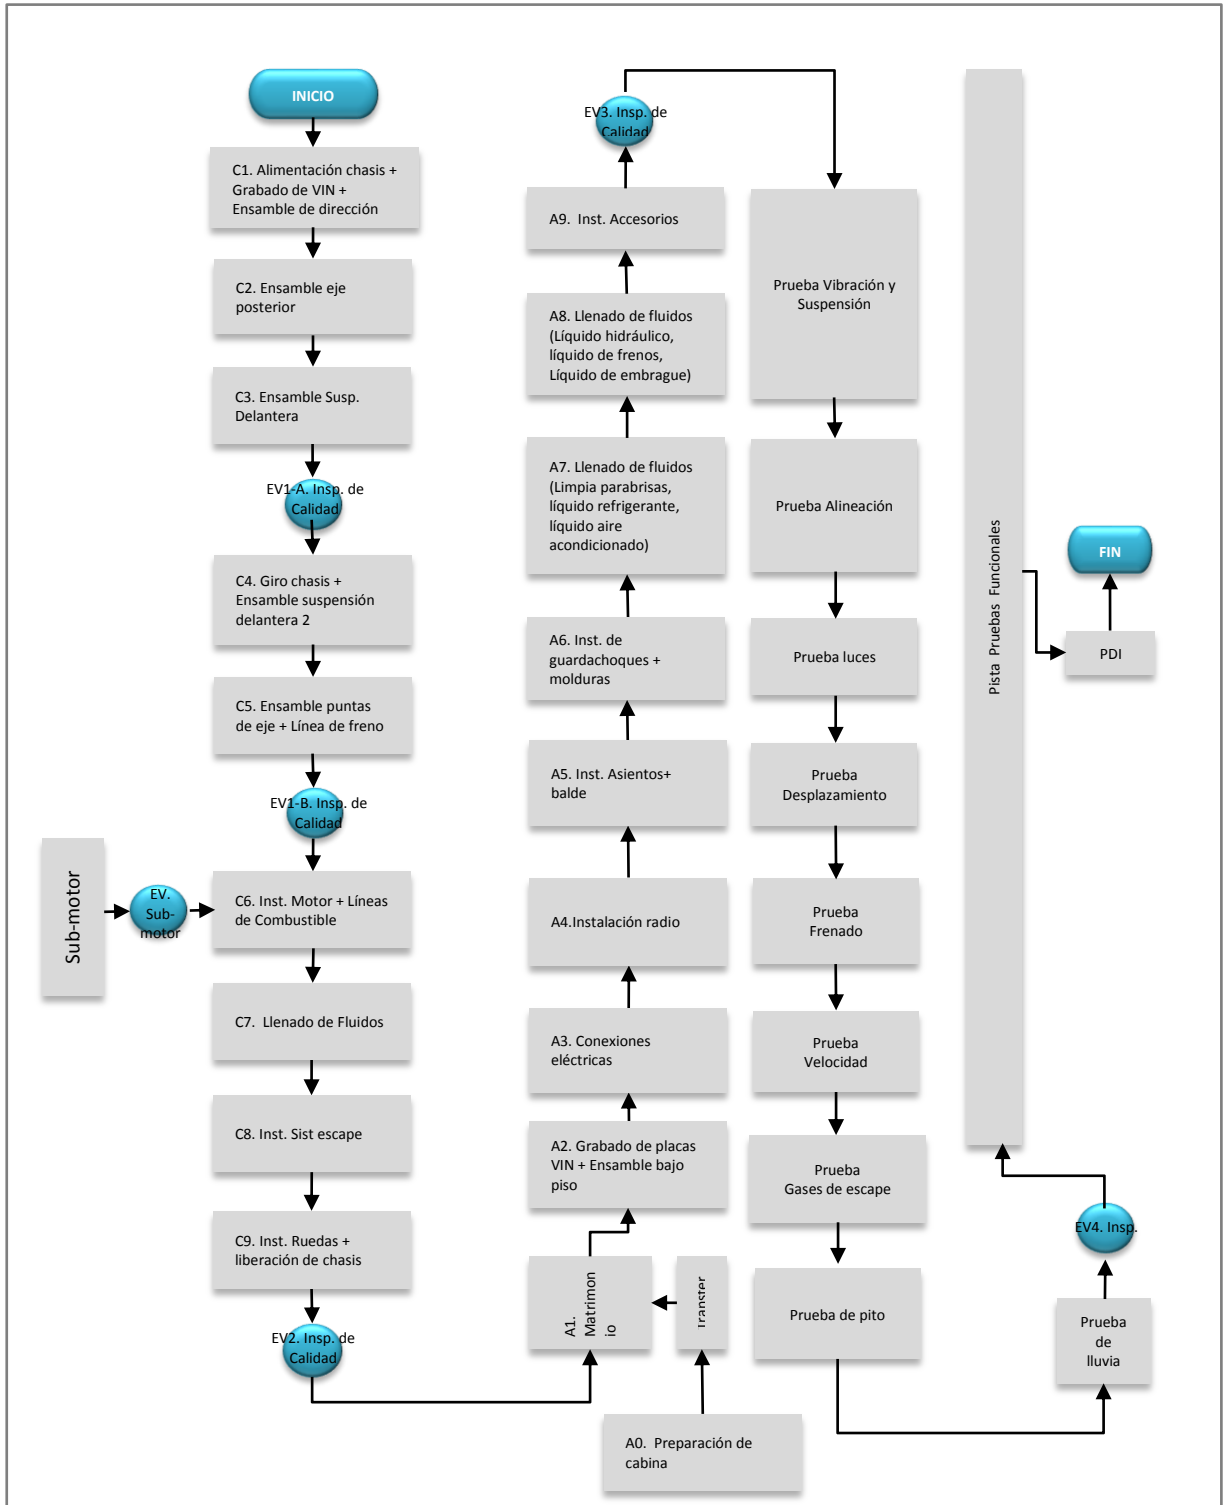 INICIO
C1. Alimentación chasis +
Grabado de VIN +
Ensamble de dirección
C2. Ensamble eje
posterior
C3. Ensamble Susp.
Delantera
EV1-A. Insp. de
Calidad
C4. Giro chasis +
Ensamble suspensión
delantera 2
C5. Ensamble puntas
de eje + Línea de freno
EV1-B. Insp. de
Calidad
Sub-motor
EV.
Sub-
motor
C6. Inst. Motor + Líneas
de Combustible
C7. Llenado de Fluidos
C8. Inst. Sist escape
C9. Inst. Ruedas +
liberación de chasis
EV2. Insp. de
Calidad
A0. Preparación de
cabina
Transfer
A1.
Matrimon
io
A2. Grabado de placas
VIN + Ensamble bajo
piso
A3. Conexiones
eléctricas
A4.Instalación radio
A5. Inst. Asientos+
balde
A6. Inst. de
guardachoques +
molduras
A7. Llenado de fluidos
(Limpia parabrisas,
líquido refrigerante,
líquido aire
acondicionado)
A8. Llenado de fluidos
(Líquido hidráulico,
líquido de frenos,
Líquido de embrague)
A9. Inst. Accesorios
EV3. Insp. de
Calidad
Prueba Vibración y
Suspensión
Prueba Alineación
Prueba luces
Prueba
Desplazamiento
Prueba
Frenado
Prueba
Velocidad
Prueba
Gases de escape
Prueba de pito
Prueba
de
lluvia
EV4. Insp.
Pista Pruebas Funcionales
PDI
FIN